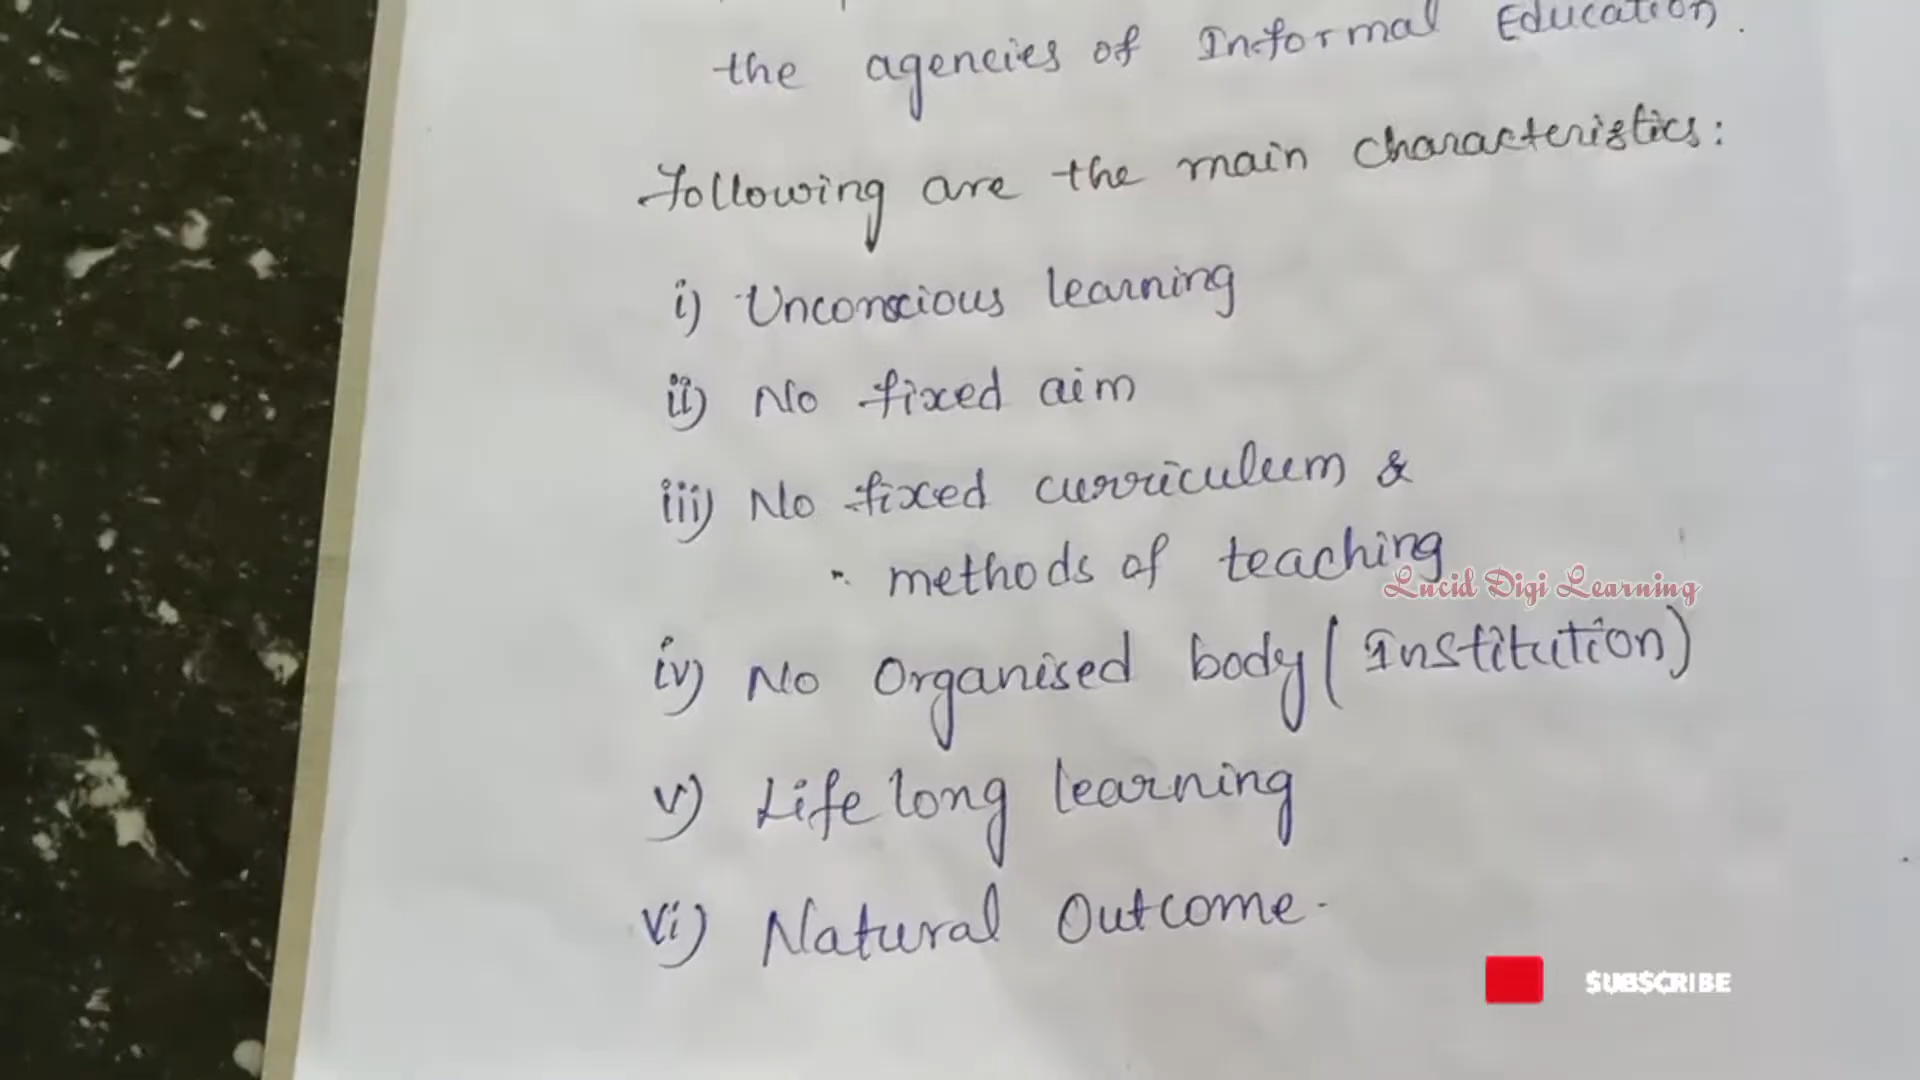 the agencies of Informal Education.
Following are the main characteristics:
i) Unconscious learning
ii) No fixed aim
iii) No fixed curriculum &
methods of teaching
Lucid Digi Learning
iv) No Organised body (Institution)
v) Life long learning
vi) Natural Outcome.
SUBSCRIBE